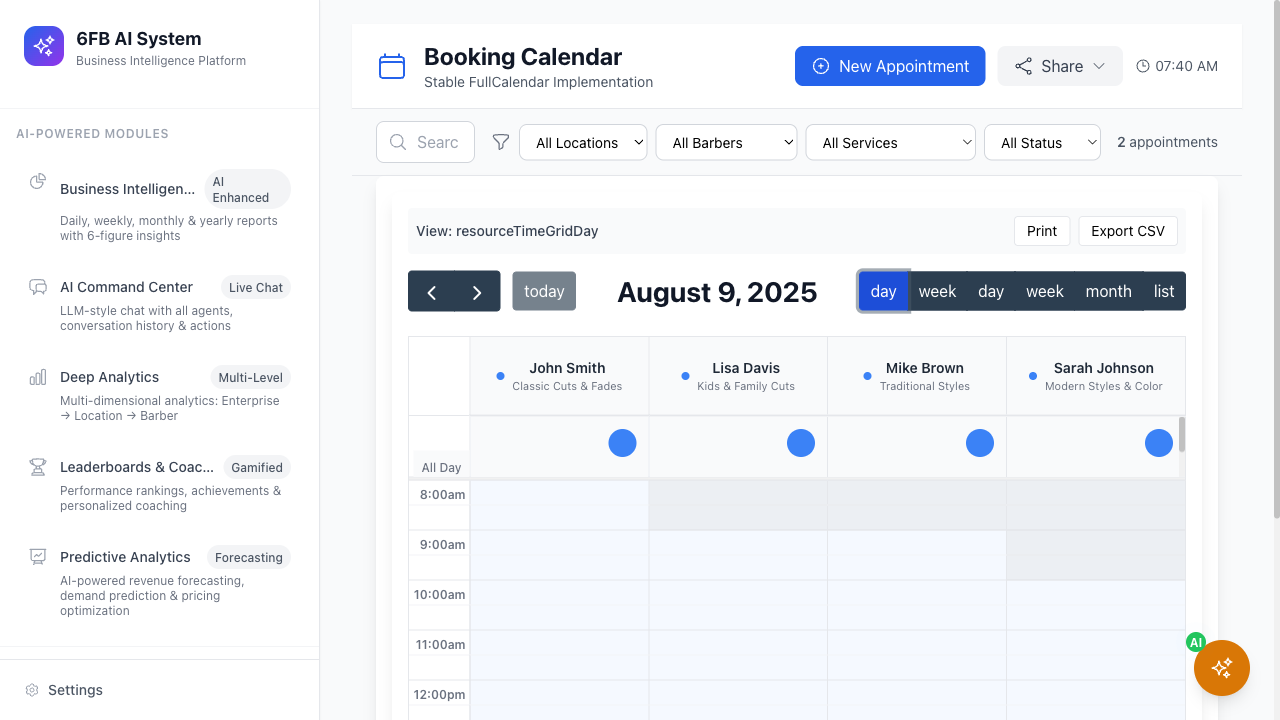 6FB AI System
Business Intelligence Platform
AI-POWERED MODULES
Business Intelligen...
AI Enhanced
Daily, weekly, monthly & yearly reports
with 6-figure insights
AI Command Center
Live Chat
LLM-style chat with all agents,
conversation history & actions
Deep Analytics
Multi-Level
Multi-dimensional analytics: Enterprise
→ Location → Barber
Leaderboards & Coac...
Gamified
Performance rankings, achievements &
personalized coaching
Predictive Analytics
Forecasting
AI-powered revenue forecasting,
demand prediction & pricing
optimization
Settings
Booking Calendar
Stable FullCalendar Implementation
New Appointment
Share
07:40 AM
Searc
All Locations
All Barbers
All Services
All Status
2 appointments
View: resourceTimeGridDay
Print
Export CSV
today
August 9, 2025
day
week
day
week
month
list
John Smith
Classic Cuts & Fades
Lisa Davis
Kids & Family Cuts
Mike Brown
Traditional Styles
Sarah Johnson
Modern Styles & Color
All Day
8:00am
9:00am
10:00am
11:00am
12:00pm
AI